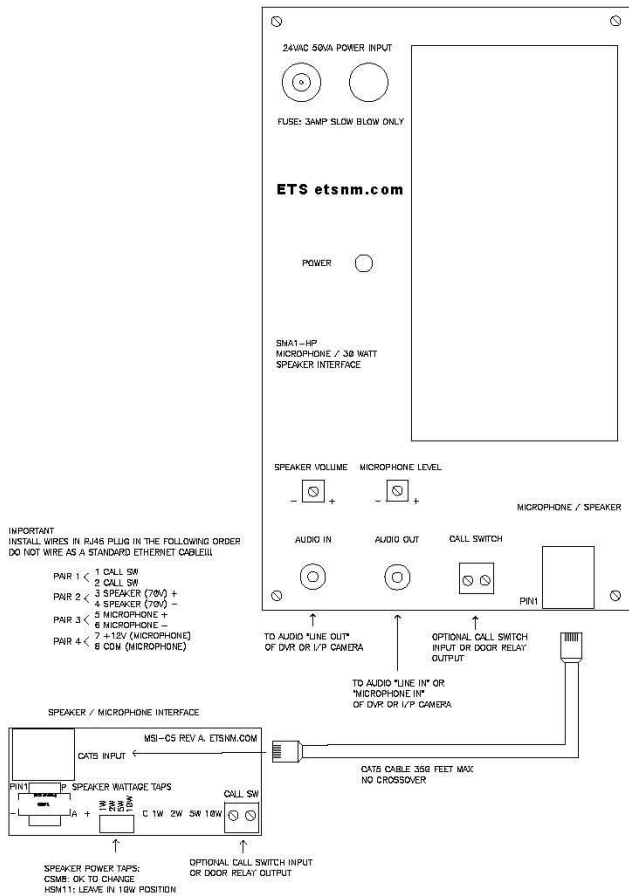 24VAC 50VA POWER INPUT
FUSE: 3AMP SLOW BLOW ONLY
ETS etsnm.com
POWER
SMA1-HP
MICROPHONE / 30 WATT
SPEAKER INTERFACE
SPEAKER VOLUME
MICROPHONE LEVEL
- +
- +
MICROPHONE / SPEAKER
AUDIO IN
AUDIO OUT
CALL SWITCH
PIN1
IMPORTANT
INSTALL WIRES IN RJ45 PLUG IN THE FOLLOWING ORDER
DO NOT WIRE AS A STANDARD ETHERNET CABLE!!!
PAIR 1 < 1 CALL SW
2 CALL SW
PAIR 2 < 3 SPEAKER (70V) +
4 SPEAKER (70V) -
PAIR 3 < 5 MICROPHONE +
6 MICROPHONE -
PAIR 4 < 7 +12V (MICROPHONE)
8 COM (MICROPHONE)
TO AUDIO "LINE OUT"
OF DVR OR I/P CAMERA
OPTIONAL CALL SWITCH
INPUT OR DOOR RELAY
OUTPUT
TO AUDIO "LINE IN" OR
"MICROPHONE IN"
OF DVR OR I/P CAMERA
SPEAKER / MICROPHONE INTERFACE
MSI-C5 REV A. ETSNM.COM
CAT5 INPUT
CAT5 CABLE 350 FEET MAX
NO CROSSOVER
PIN1 P SPEAKER WATTAGE TAPS
CALL SW
- A + 1W 2W 5W 10W C 1W 2W 5W 10W
SPEAKER POWER TAPS:
CSM8: OK TO CHANGE
HSM11: LEAVE IN 10W POSITION
OPTIONAL CALL SWITCH INPUT
OR DOOR RELAY OUTPUT